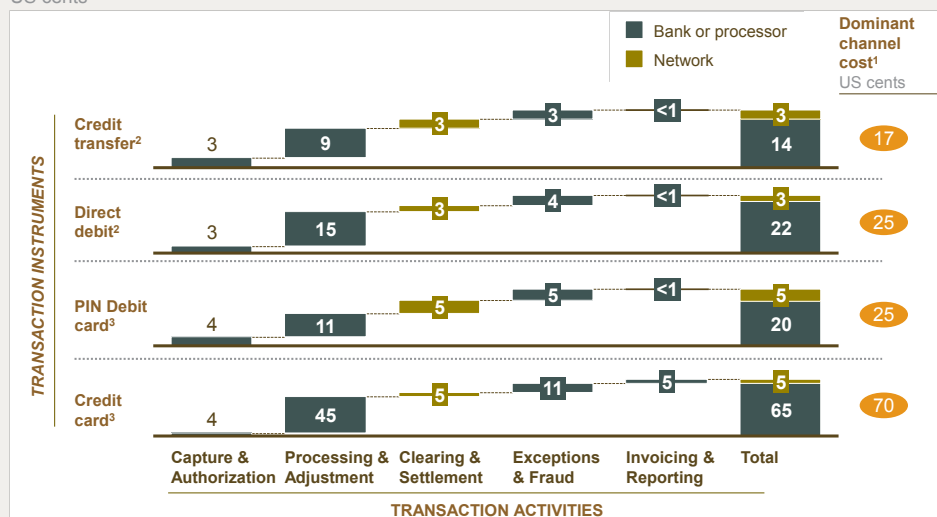 US cents
Bank or processor
Network
Dominant
channel
cost¹
US cents
TRANSACTION INSTRUMENTS
Credit
transfer²
3
9
3
3
<1
3
14
17
Direct
debit²
3
15
3
4
<1
3
22
25
PIN Debit
card³
4
11
5
5
<1
5
20
25
Credit
card³
4
45
5
11
5
5
65
70
Capture &
Authorization
Processing &
Adjustment
Clearing &
Settlement
Exceptions
& Fraud
Invoicing &
Reporting
Total
TRANSACTION ACTIVITIES